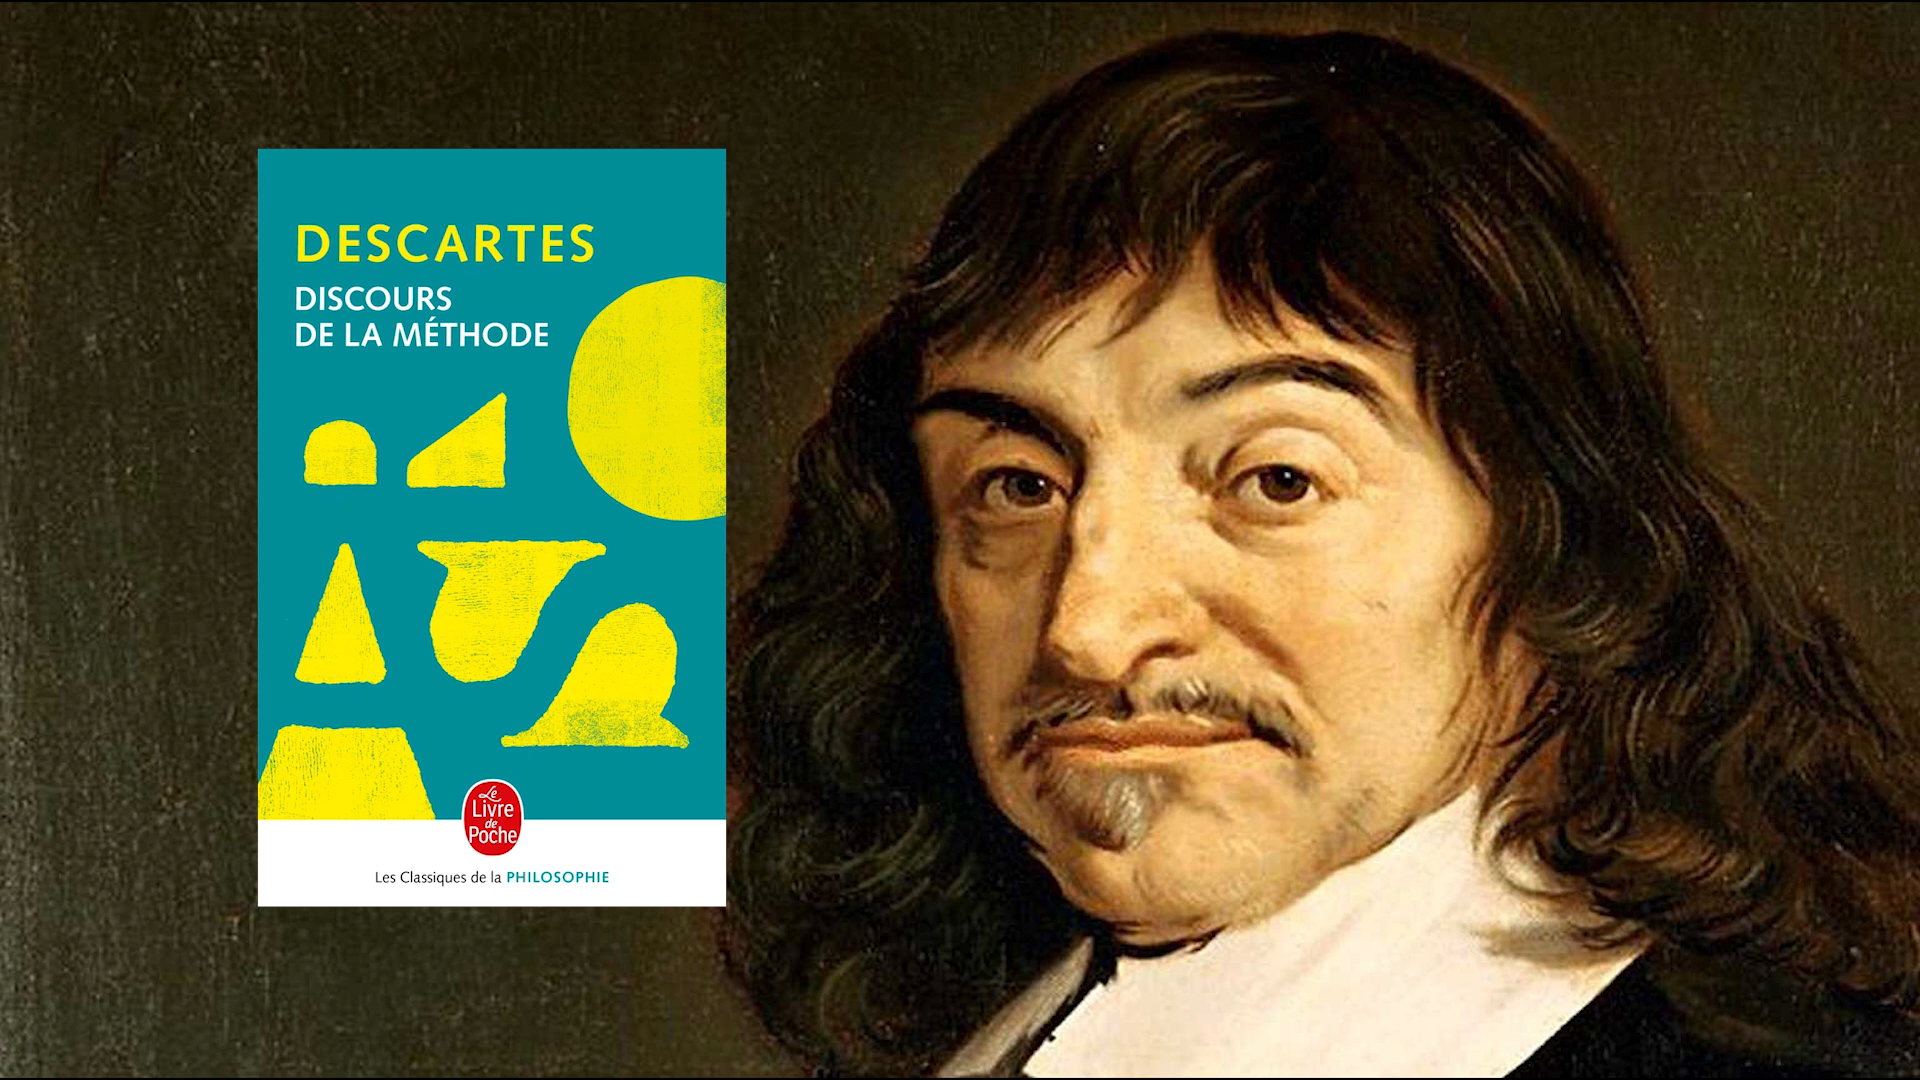 DESCARTES
DISCOURS
DE LA MÉTHODE
Le
Livre
de
Poche
Les Classiques de la PHILOSOPHIE